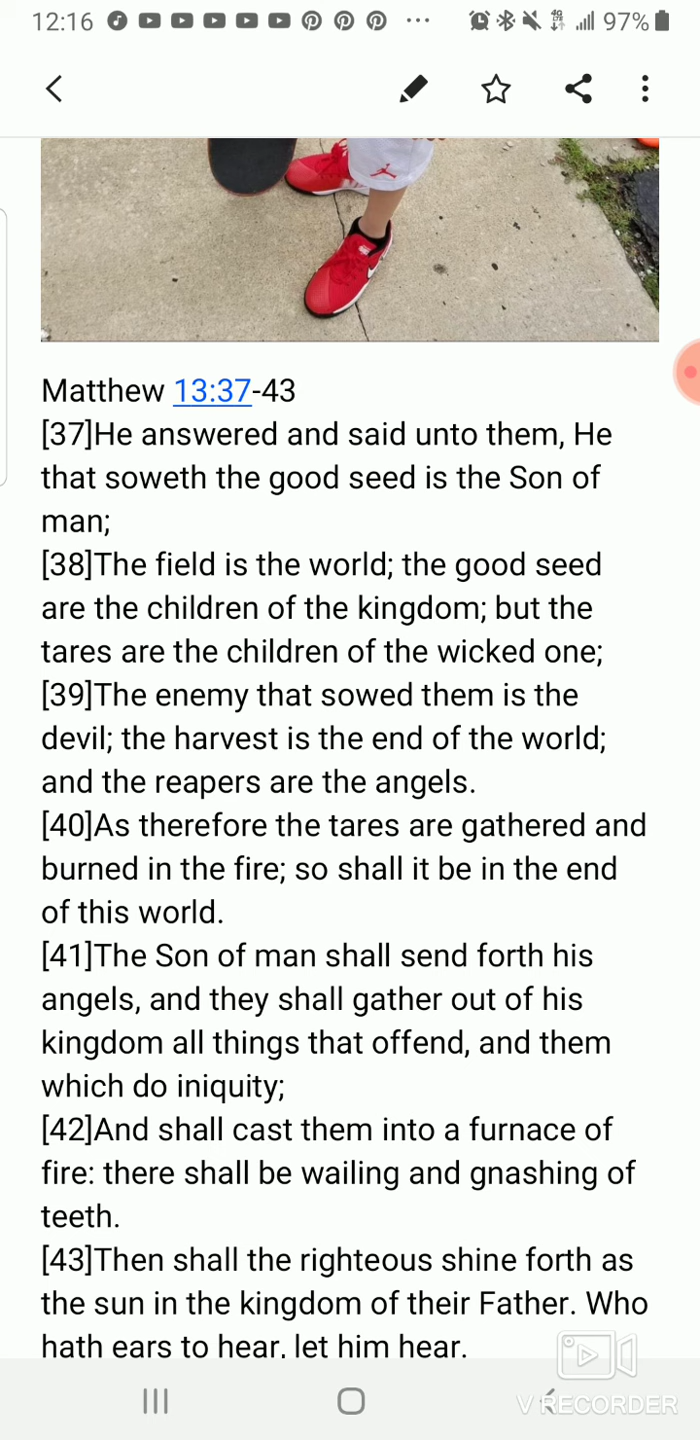 12:16
4G
97%
Matthew 13:37-43
[37]He answered and said unto them, He
that soweth the good seed is the Son of
man;
[38]The field is the world; the good seed
are the children of the kingdom; but the
tares are the children of the wicked one;
[39]The enemy that sowed them is the
devil; the harvest is the end of the world;
and the reapers are the angels.
[40]As therefore the tares are gathered and
burned in the fire; so shall it be in the end
of this world.
[41]The Son of man shall send forth his
angels, and they shall gather out of his
kingdom all things that offend, and them
which do iniquity;
[42]And shall cast them into a furnace of
fire: there shall be wailing and gnashing of
teeth.
[43]Then shall the righteous shine forth as
the sun in the kingdom of their Father. Who
hath ears to hear, let him hear.
V RECORDER